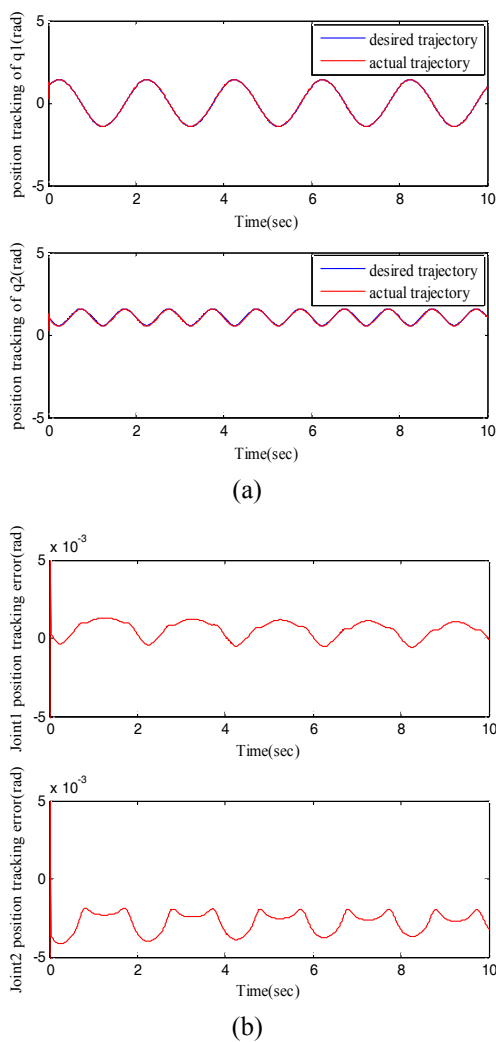 5
0
-5
position tracking of q1(rad)
desired trajectory
actual trajectory
0 2 4 6 8 10
Time(sec)
5
0
-5
position tracking of q2(rad)
desired trajectory
actual trajectory
0 2 4 6 8 10
Time(sec)
(a)
x 10⁻³
5
0
-5
Joint1 position tracking error(rad)
0 2 4 6 8 10
Time(sec)
x 10⁻³
5
0
-5
Joint2 position tracking error(rad)
0 2 4 6 8 10
Time(sec)
(b)